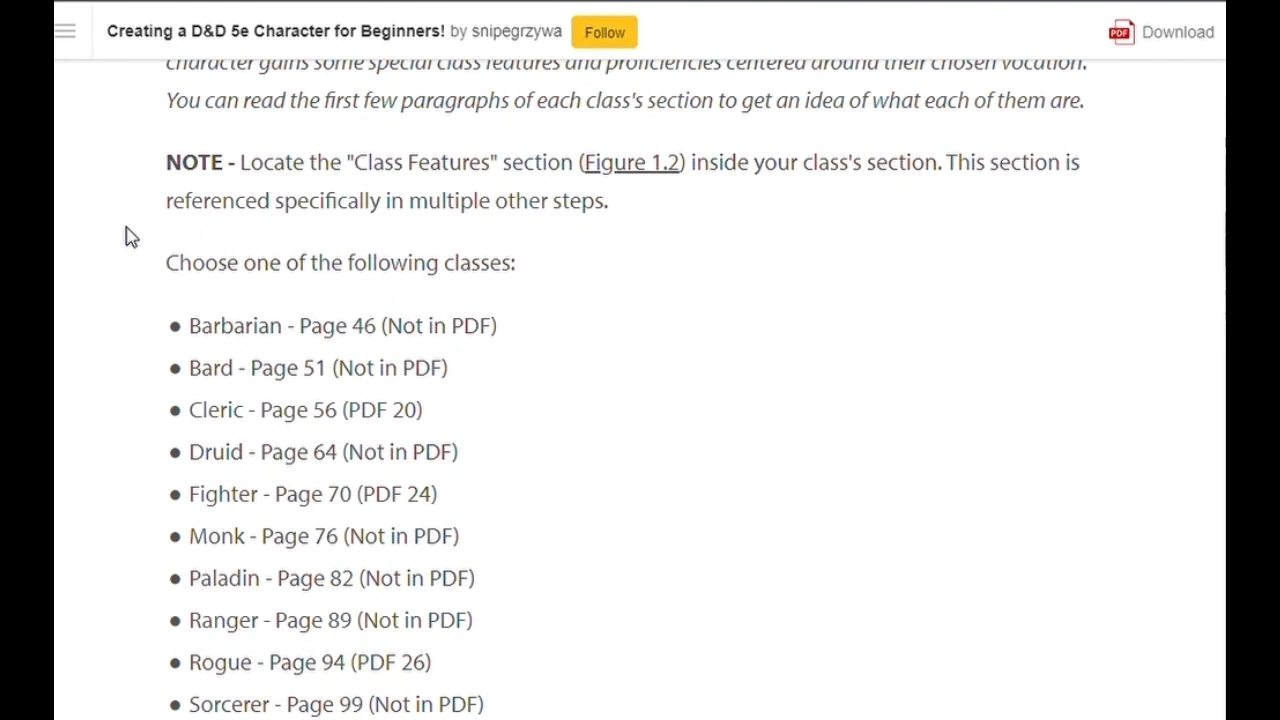 Creating a D&D 5e Character for Beginners! by snipegrzywa Follow
PDF Download
character gains some special class features and proficiencies centered around their chosen vocation.
You can read the first few paragraphs of each class's section to get an idea of what each of them are.
NOTE - Locate the "Class Features" section (Figure 1.2) inside your class's section. This section is
referenced specifically in multiple other steps.
Choose one of the following classes:
● Barbarian - Page 46 (Not in PDF)
● Bard - Page 51 (Not in PDF)
● Cleric - Page 56 (PDF 20)
● Druid - Page 64 (Not in PDF)
● Fighter - Page 70 (PDF 24)
● Monk - Page 76 (Not in PDF)
● Paladin - Page 82 (Not in PDF)
● Ranger - Page 89 (Not in PDF)
● Rogue - Page 94 (PDF 26)
● Sorcerer - Page 99 (Not in PDF)